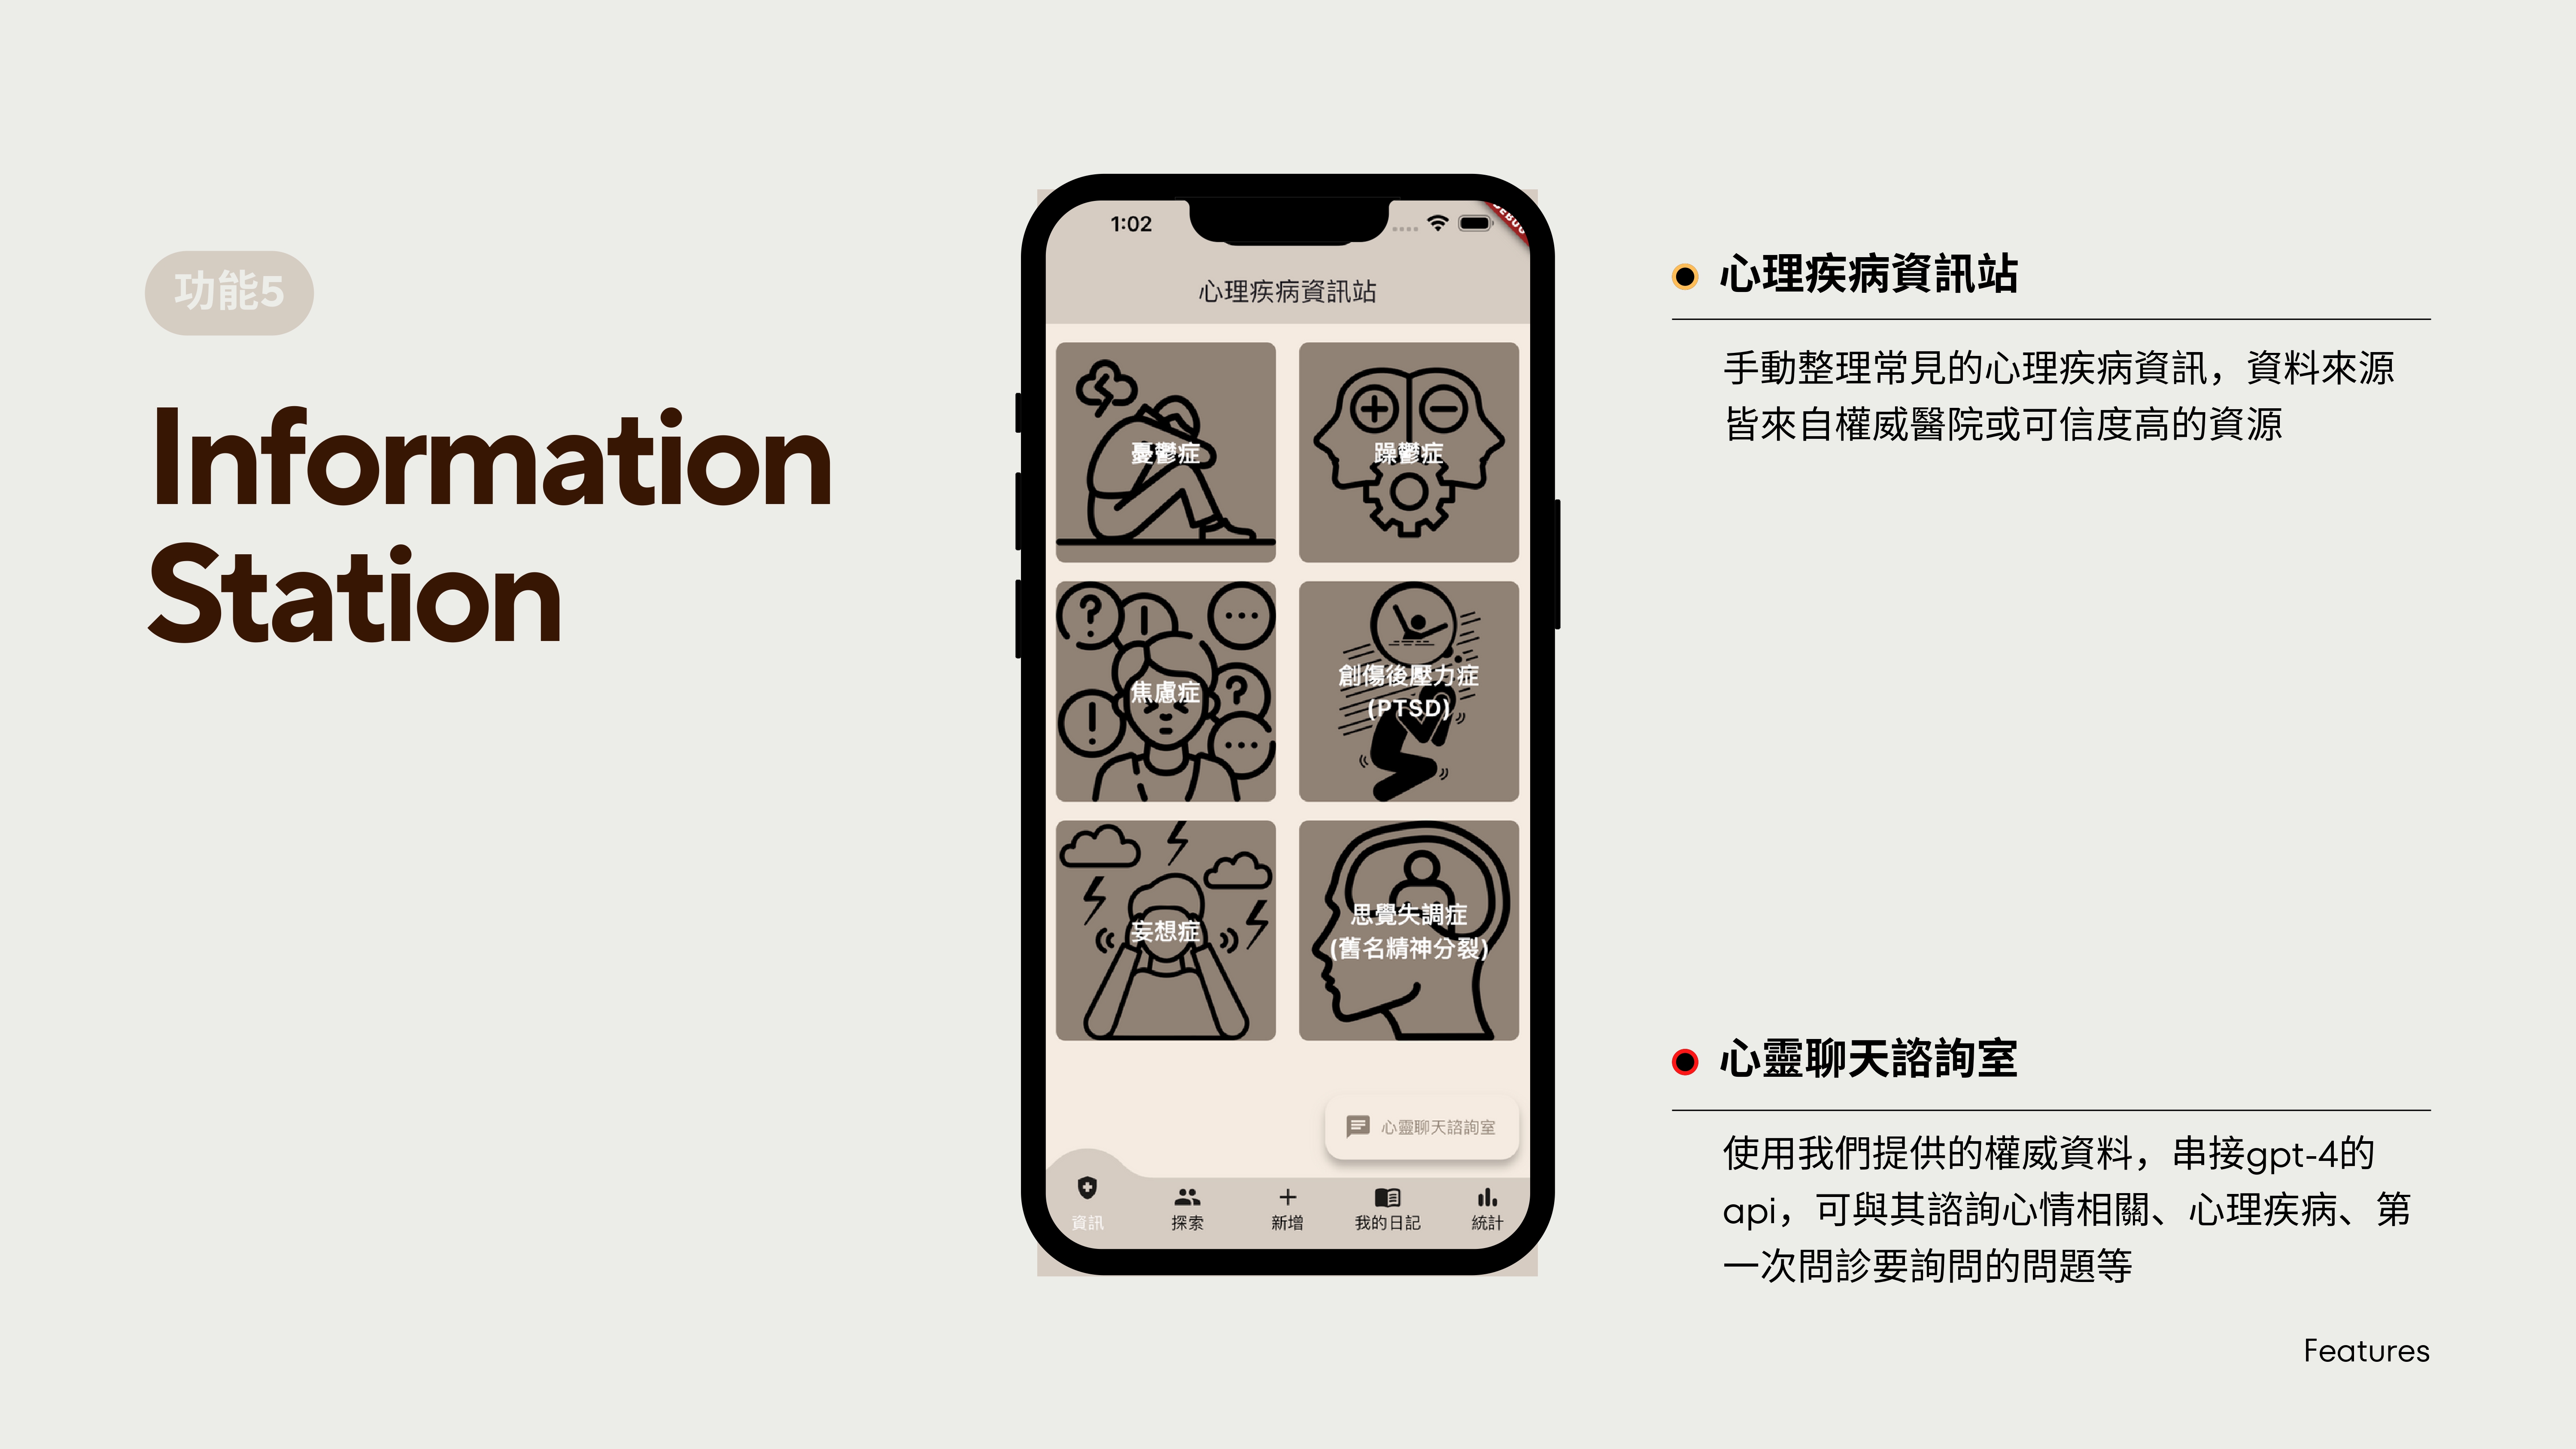 功能5
Information
Station
1:02
DEBUG
心理疾病資訊站
憂鬱症
躁鬱症
焦慮症
創傷後壓力症
(PTSD)
妄想症
思覺失調症
(舊名精神分裂)
心靈聊天諮詢室
資訊
探索
新增
我的日記
統計
心理疾病資訊站
手動整理常見的心理疾病資訊，資料來源
皆來自權威醫院或可信度高的資源
心靈聊天諮詢室
使用我們提供的權威資料，串接gpt-4的
api，可與其諮詢心情相關、心理疾病、第
一次問診要詢問的問題等
Features